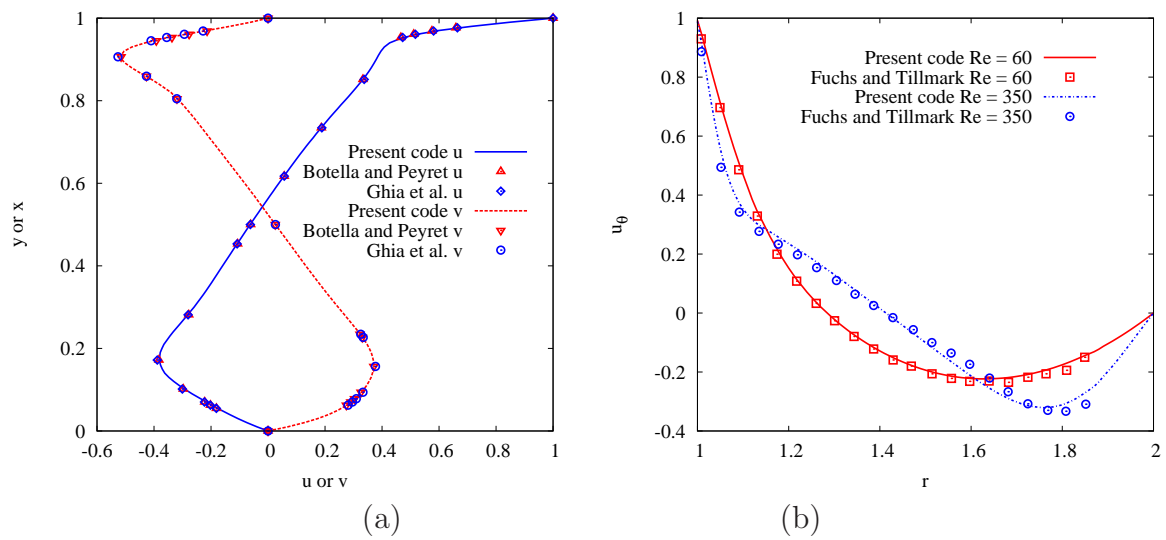 1
0.8
0.6
0.4
0.2
0
-0.6
-0.4
-0.2
0
0.2
0.4
0.6
0.8
1
y or x
u or v
Present code u
Botella and Peyret u
Ghia et al. u
Present code v
Botella and Peyret v
Ghia et al. v
(a)
1
0.8
0.6
0.4
0.2
0
-0.2
-0.4
1
1.2
1.4
1.6
1.8
2
u_θ
r
Present code Re = 60
Fuchs and Tillmark Re = 60
Present code Re = 350
Fuchs and Tillmark Re = 350
(b)